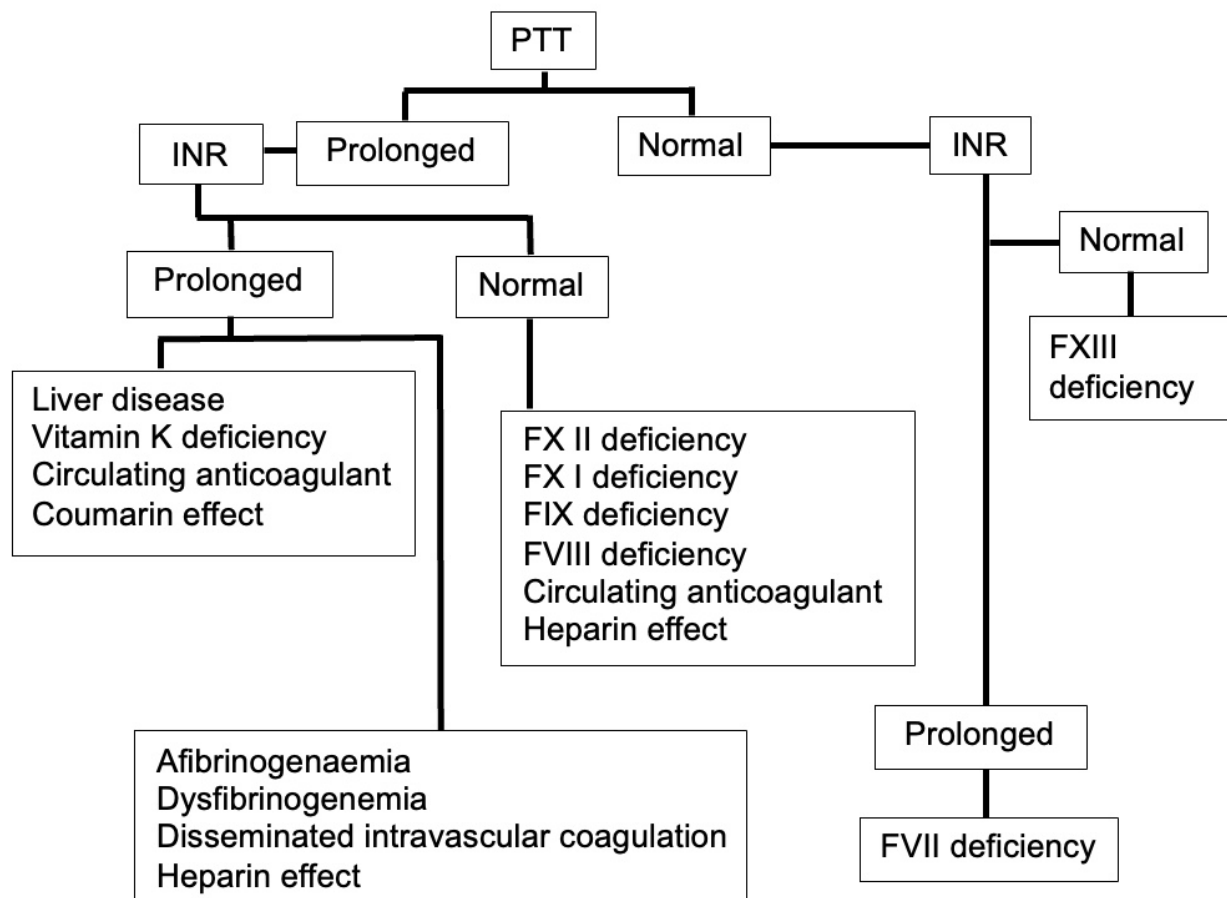 PTT
INR
Prolonged
Normal
INR
Normal
FXIII
deficiency
Prolonged
Normal
Liver disease
Vitamin K deficiency
Circulating anticoagulant
Coumarin effect
FX II deficiency
FX I deficiency
FIX deficiency
FVIII deficiency
Circulating anticoagulant
Heparin effect
Afibrinogenaemia
Dysfibrinogenemia
Disseminated intravascular coagulation
Heparin effect
Prolonged
FVII deficiency